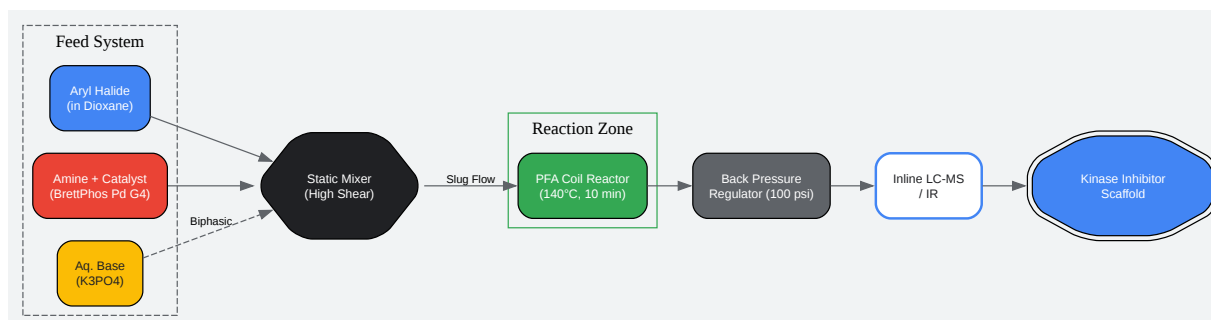 Feed System
Aryl Halide
(in Dioxane)
Amine + Catalyst
(BrettPhos Pd G4)
Biphasic
Aq. Base
(K3PO4)
Static Mixer
(High Shear)
Slug Flow
Reaction Zone
PFA Coil Reactor
(140°C, 10 min)
Back Pressure
Regulator (100 psi)
Inline LC-MS
/ IR
Kinase Inhibitor
Scaffold